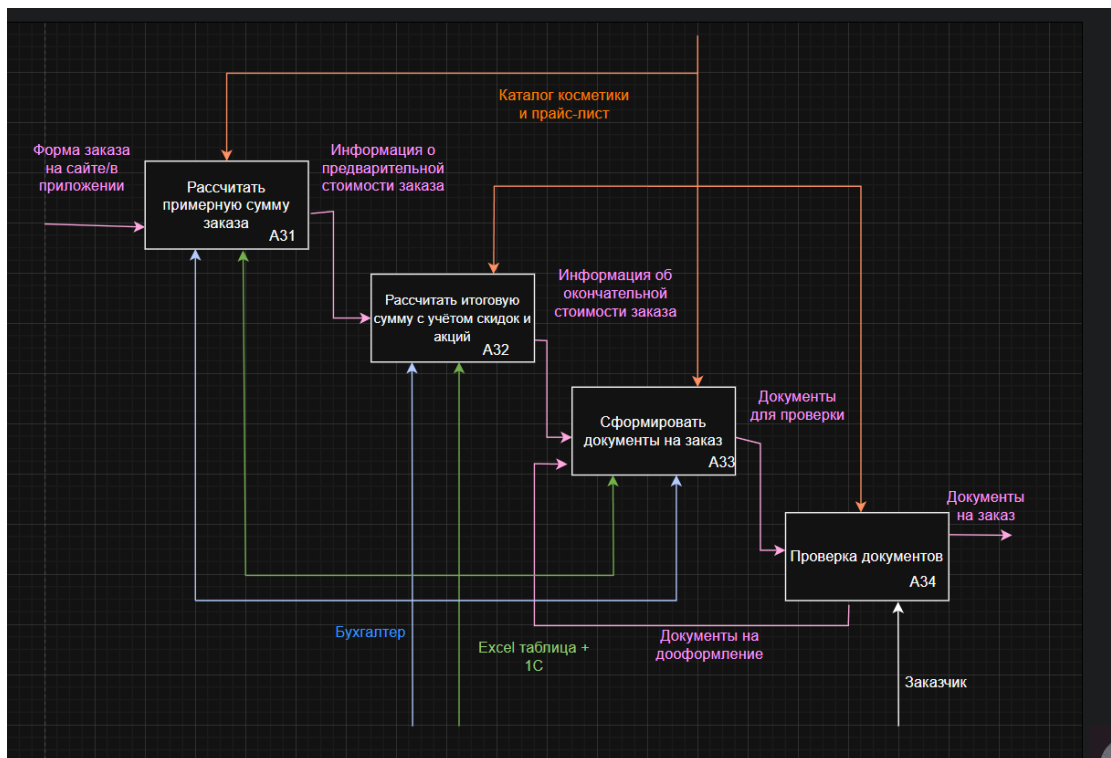 Каталог косметики
и прайс-лист
Форма заказа
на сайте/в
приложении
Рассчитать
примерную сумму
заказа
A31
Информация о
предварительной
стоимости заказа
Рассчитать итоговую
сумму с учётом скидок и
акций
A32
Информация об
окончательной
стоимости заказа
Сформировать
документы на заказ
A33
Документы
для проверки
Проверка документов
A34
Документы
на заказ
Бухгалтер
Excel таблица +
1С
Документы на
дооформление
Заказчик